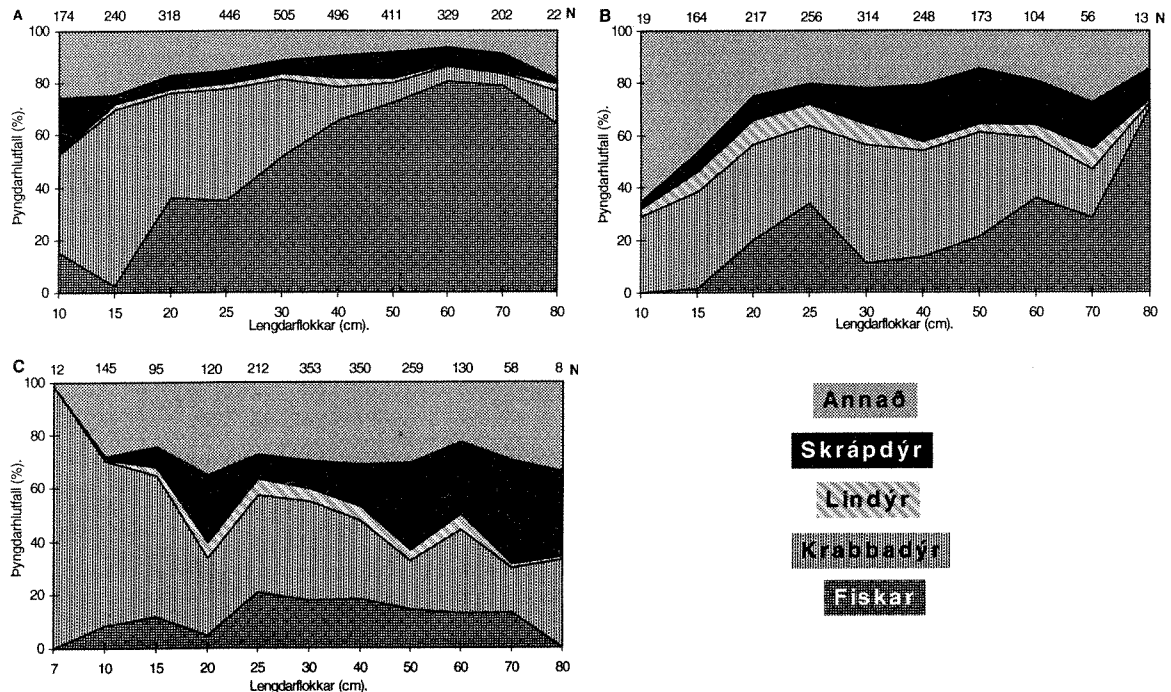 A 174 240 318 446 505 496 411 329 202 22 N
100
80
60
40
20
0
Þyngdarhlutfall (%).
10 15 20 25 30 40 50 60 70 80
Lengdarflokkar (cm).
B 19 164 217 256 314 248 173 104 56 13 N
100
80
60
40
20
0
Þyngdarhlutfall (%).
10 15 20 25 30 40 50 60 70 80
Lengdarflokkar (cm).
C 12 145 95 120 212 353 350 259 130 58 8 N
100
80
60
40
20
0
Þyngdarhlutfall (%).
7 10 15 20 25 30 40 50 60 70 80
Lengdarflokkar (cm).
Annað
Skrápdýr
Lindýr
Krabbadýr
Fiskar